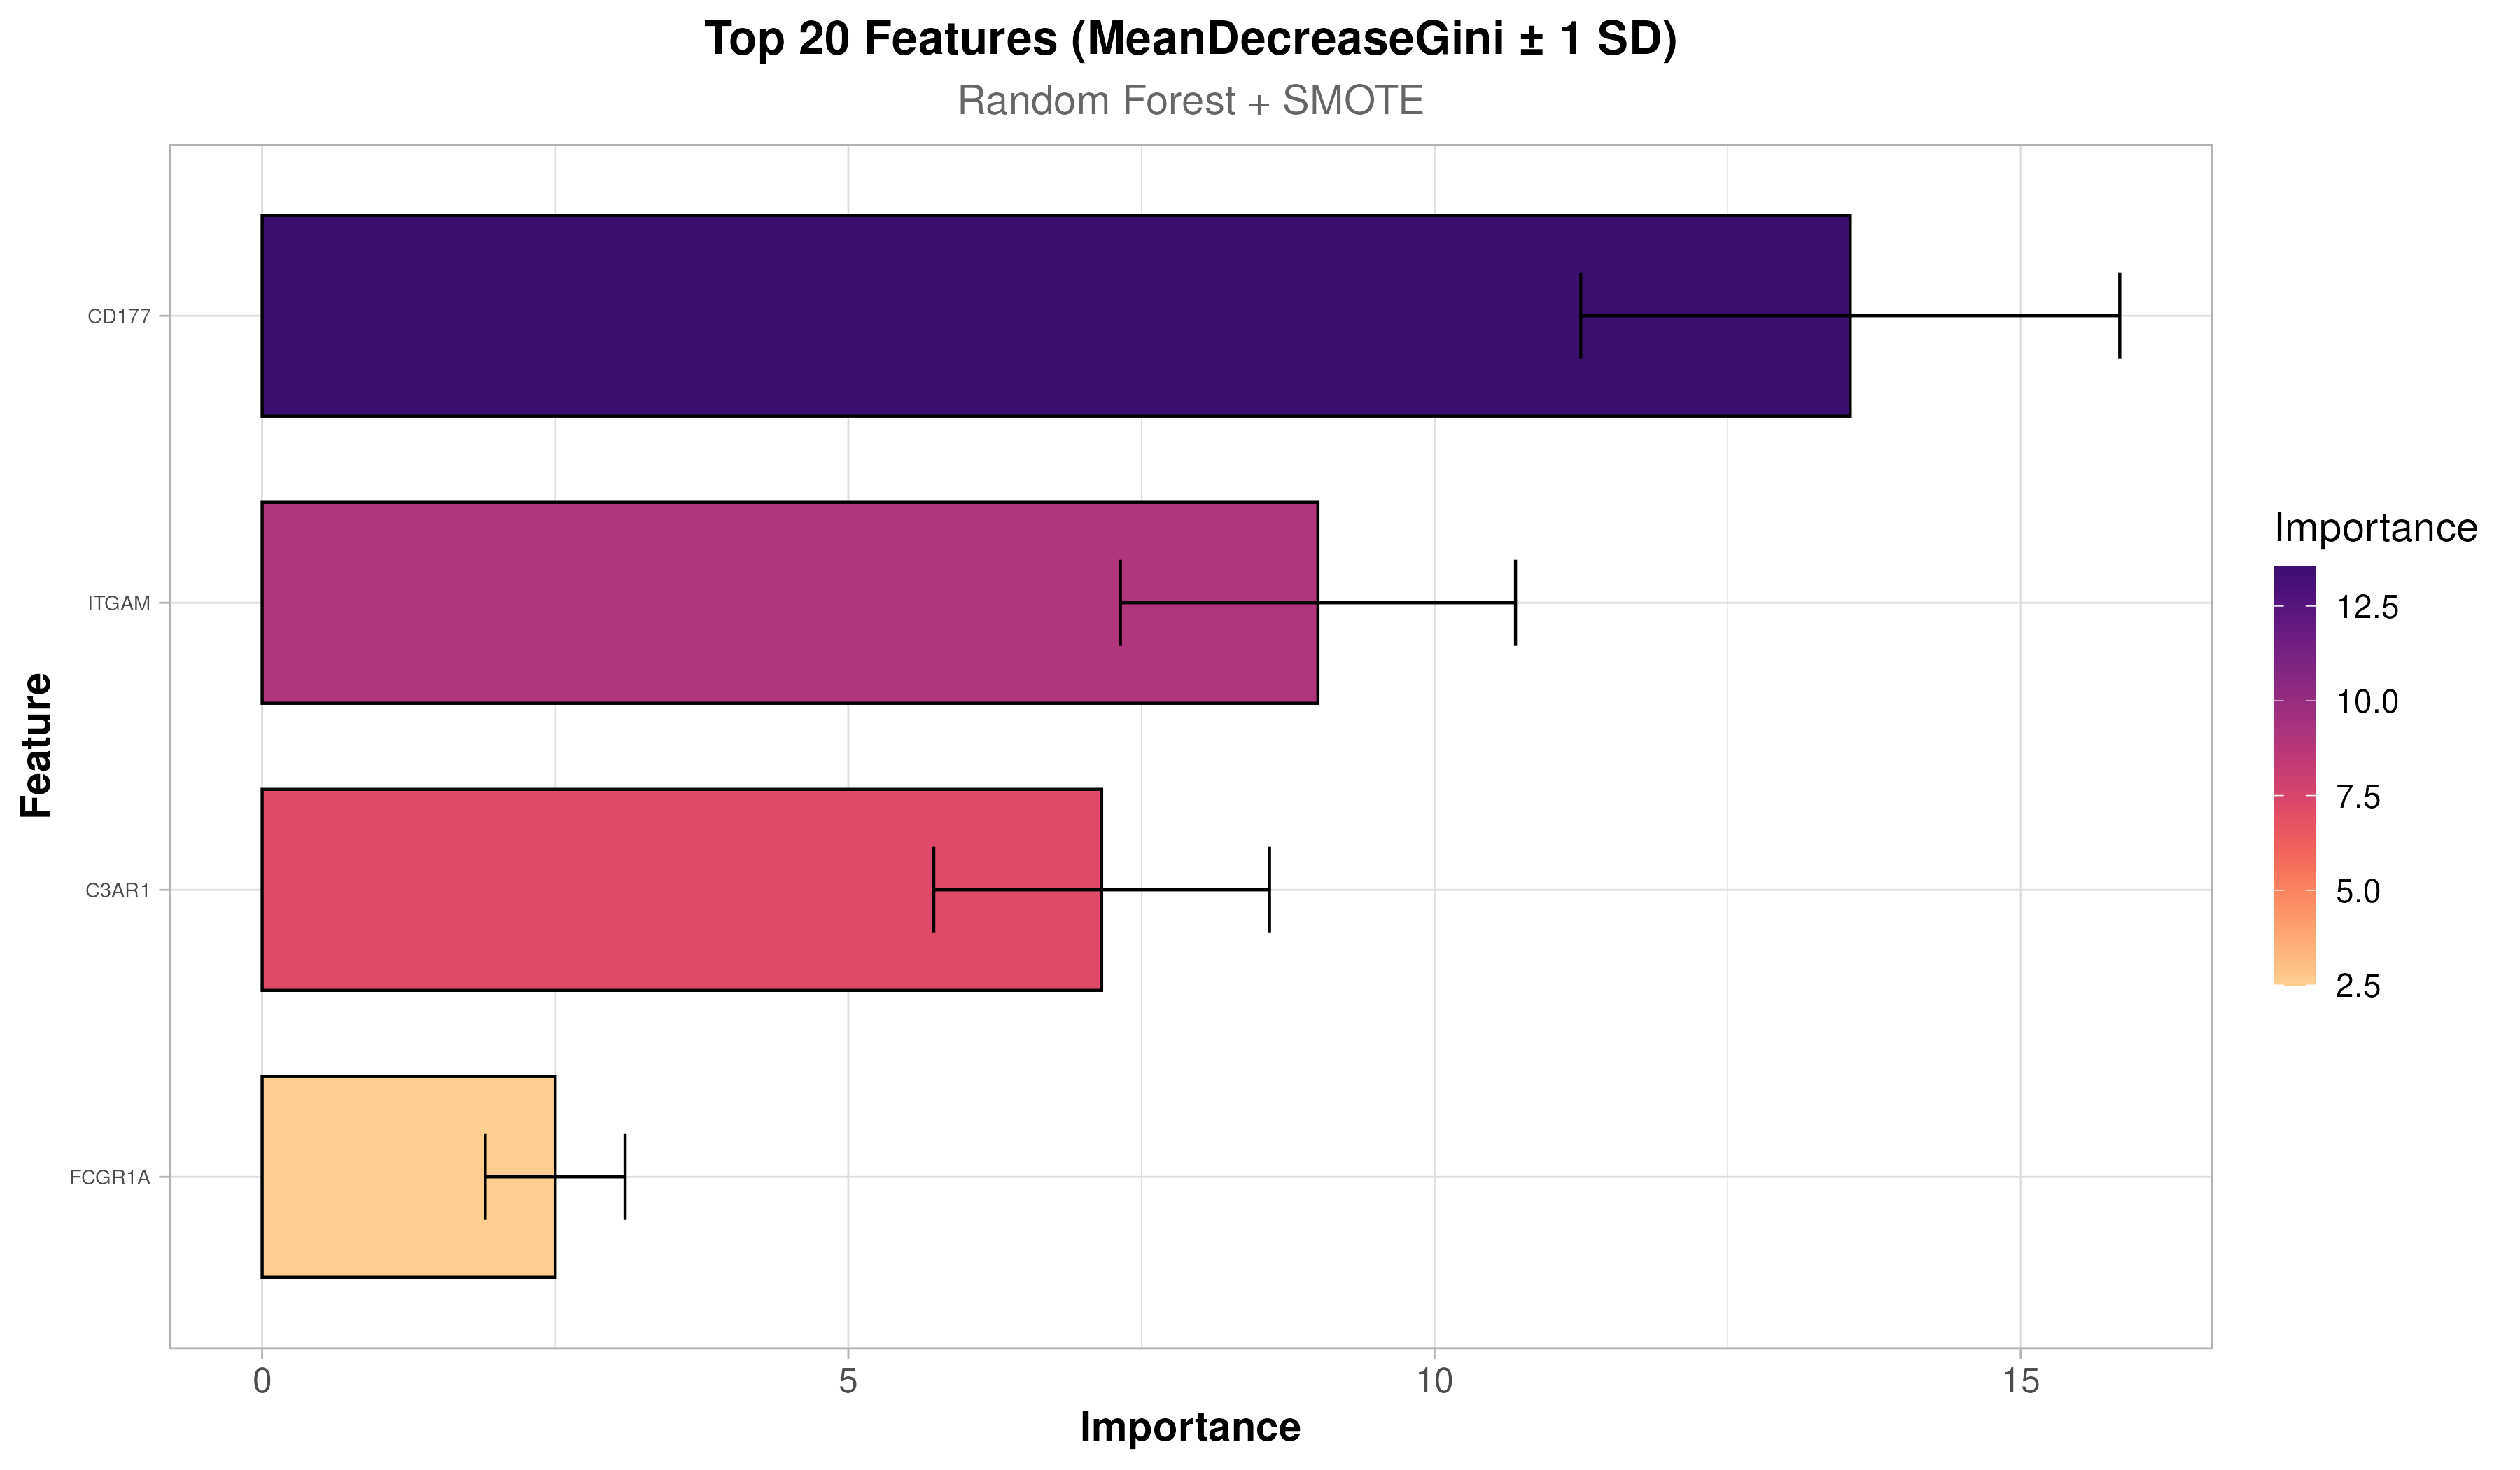 Top 20 Features (MeanDecreaseGini ± 1 SD)
Random Forest + SMOTE
Feature
CD177
ITGAM
C3AR1
FCGR1A
0 5 10 15
Importance
Importance
12.5
10.0
7.5
5.0
2.5